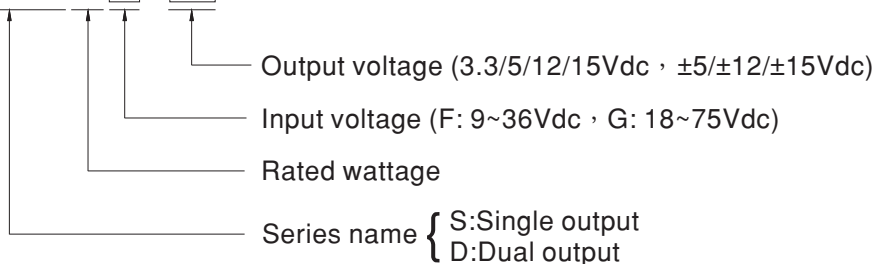 Output voltage (3.3/5/12/15Vdc，±5/±12/±15Vdc)
Input voltage (F: 9~36Vdc，G: 18~75Vdc)
Rated wattage
Series name { S:Single output
D:Dual output